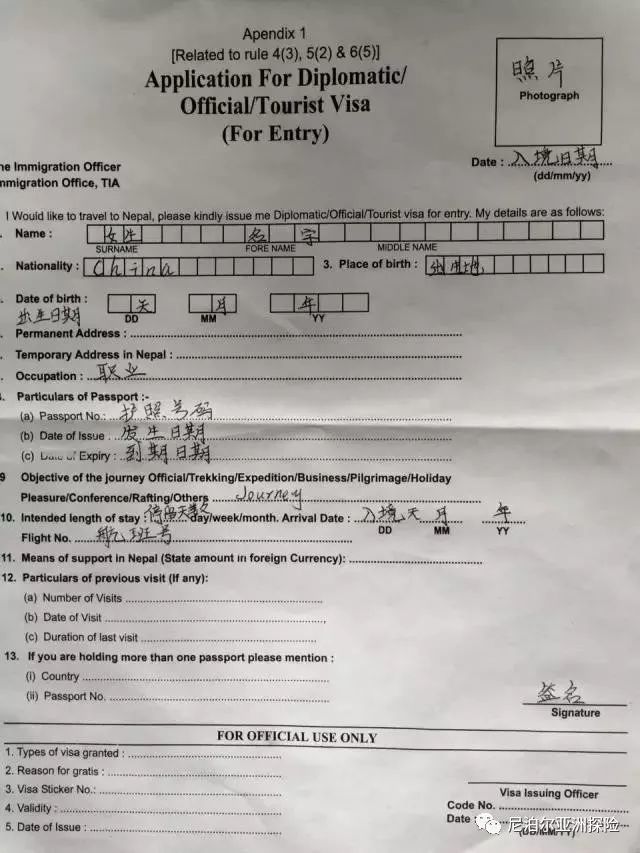 Apendix 1
[Related to rule 4(3), 5(2) & 6(5)]
Application For Diplomatic/
Official/Tourist Visa
(For Entry)
照片
Photograph
he Immigration Officer
mmigration Office, TIA
Date : 入境日期
(dd/mm/yy)
I Would like to travel to Nepal, please kindly issue me Diplomatic/Official/Tourist visa for entry. My details are as follows:
. Name : 名字
SURNAME FORE NAME MIDDLE NAME
. Nationality : China 3. Place of birth : 出生地
. Date of birth : 天 月 年
出生日期 DD MM YY
. Permanent Address :
. Temporary Address in Nepal :
. Occupation : 职业
. Particulars of Passport :-
(a) Passport No.: 护照号码
(b) Date of Issue : 发生日期
(c) Date of Expiry : 到期日期
9 Objective of the journey Official/Trekking/Expedition/Business/Pilgrimage/Holiday
Pleasure/Conference/Rafting/Others Journey
10. Intended length of stay : 停留天数 day/week/month. Arrival Date : 入境天 月 年
Flight No. 航班号 DD MM YY
11. Means of support in Nepal (State amount in foreign Currency):
12. Particulars of previous visit (If any):
(a) Number of Visits
(b) Date of Visit
(c) Duration of last visit
13. If you are holding more than one passport please mention :
(i) Country
(ii) Passport No.
签名
Signature
FOR OFFICIAL USE ONLY
1. Types of visa granted :
2. Reason for gratis :
3. Visa Sticker No.:
4. Validity :
5. Date of Issue :
Visa Issuing Officer
Code No.
Date :
(DD/MM/YY)
尼泊尔亚洲探险